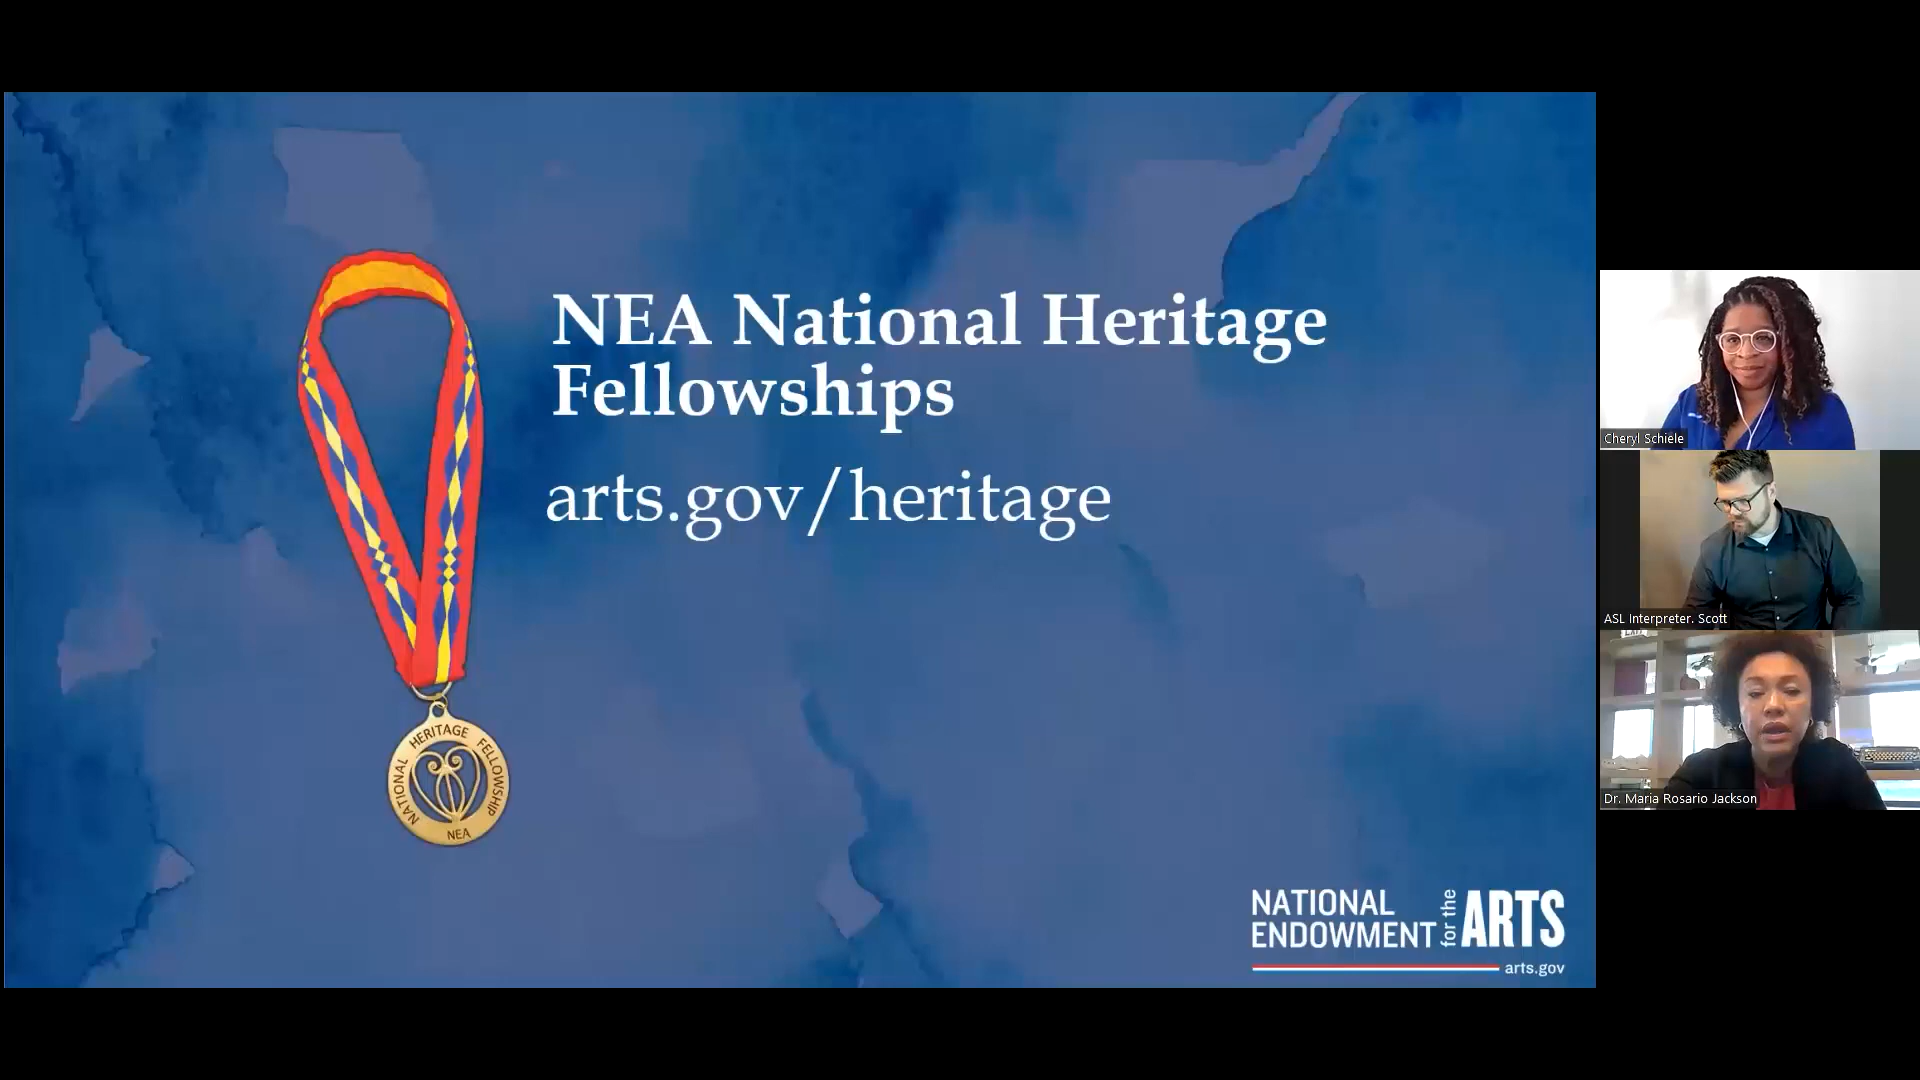 NEA National Heritage
Fellowships
arts.gov/heritage
NATIONAL HERITAGE FELLOWSHIP
NEA
NATIONAL
ENDOWMENT
for the
ARTS
arts.gov
Cheryl Schiele
ASL Interpreter. Scott
Dr. Maria Rosario Jackson